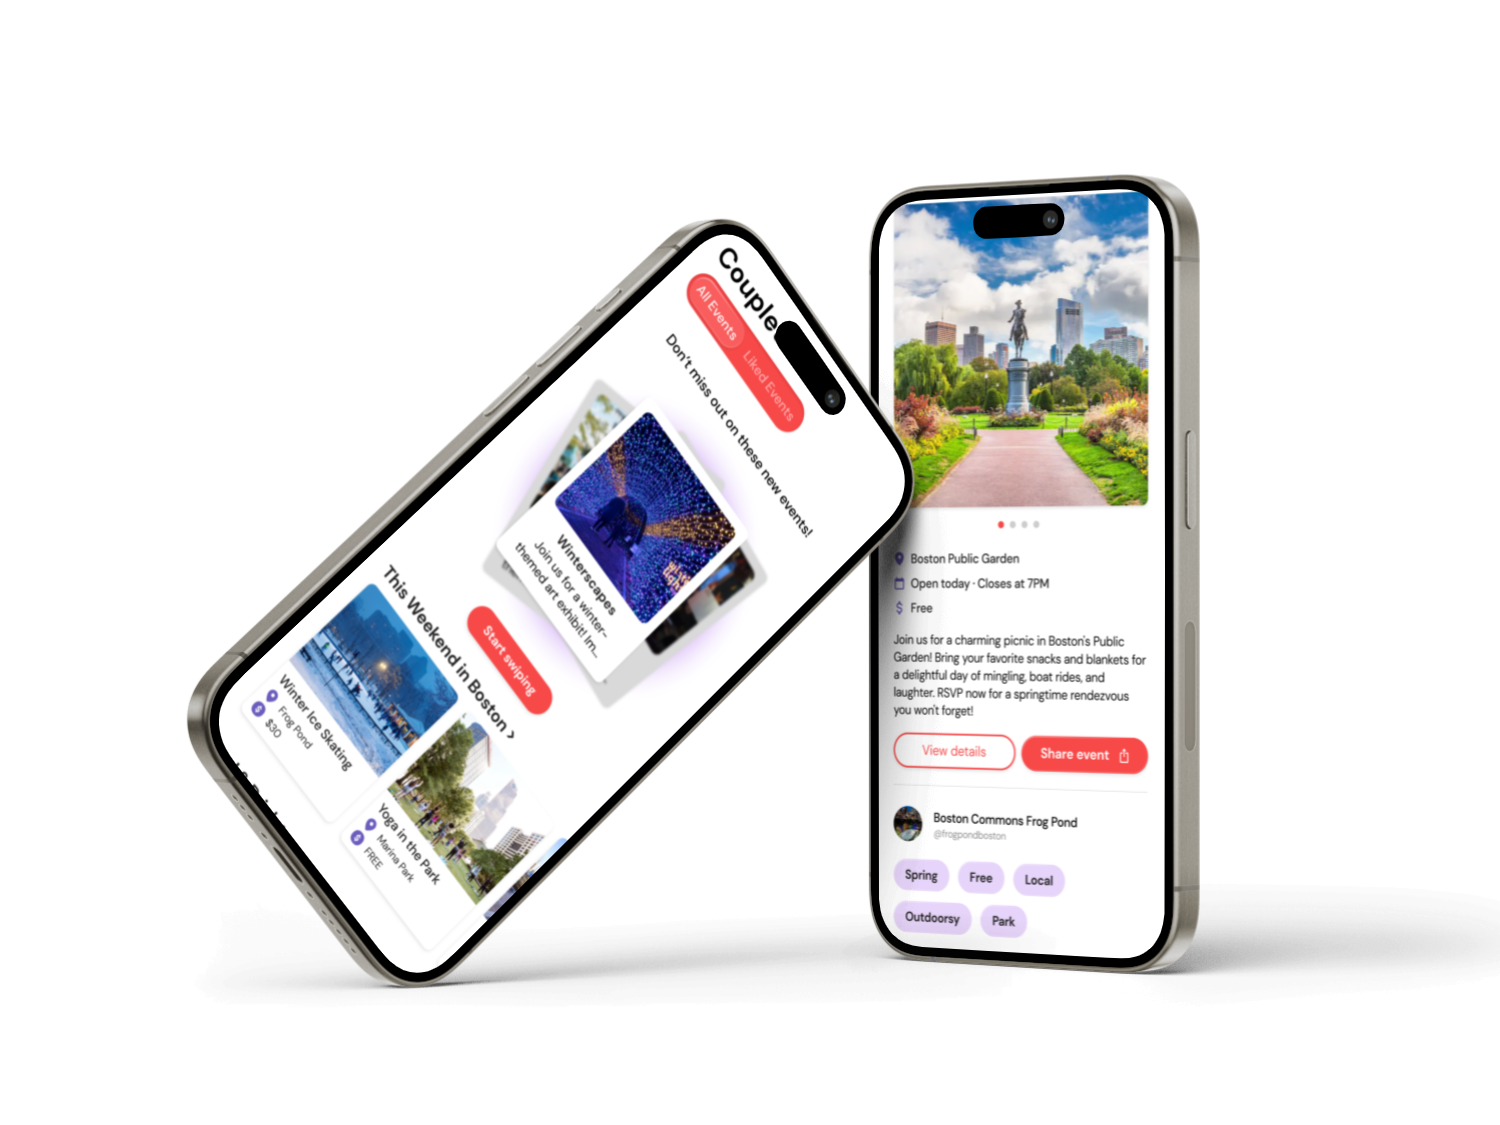 Couple
All Events
Liked Events
Don't miss out on these new events!
Winterscapes
Join us for a winter-
themed art exhibit! Im...
Start swiping
This Weekend in Boston ›
Winter Ice Skating
Frog Pond
$30
Yoga in the Park
Marina Park
FREE
Boston Public Garden
Open today · Closes at 7PM
Free
Join us for a charming picnic in Boston's Public
Garden! Bring your favorite snacks and blankets for
a delightful day of mingling, boat rides, and
laughter. RSVP now for a springtime rendezvous
you won't forget!
View details
Share event
Boston Commons Frog Pond
@frogpondboston
Spring
Free
Local
Outdoorsy
Park